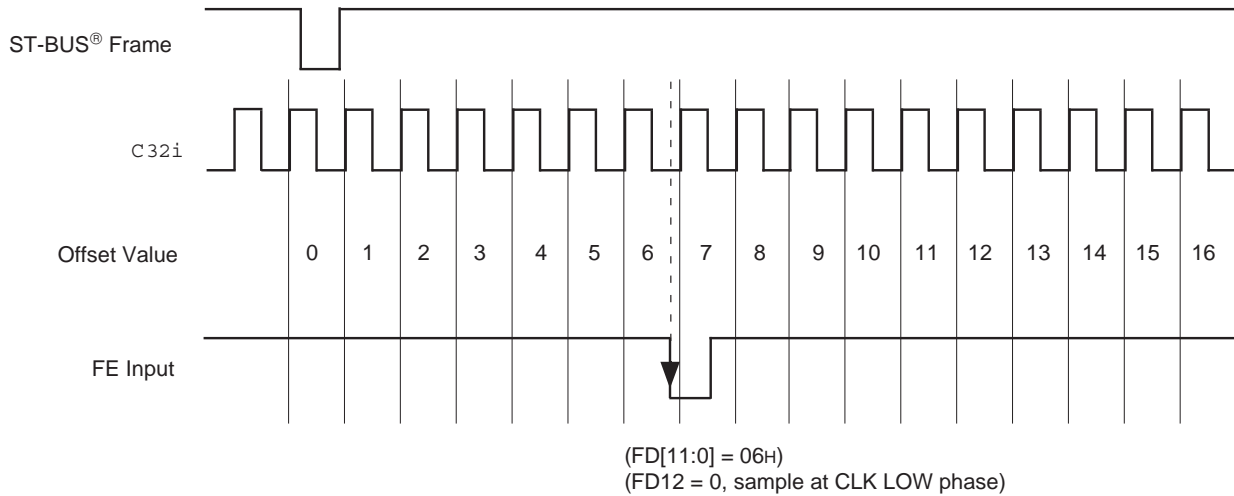 ST-BUS® Frame
C32i
Offset Value 0 1 2 3 4 5 6 7 8 9 10 11 12 13 14 15 16
FE Input
(FD[11:0] = 06H)
(FD12 = 0, sample at CLK LOW phase)